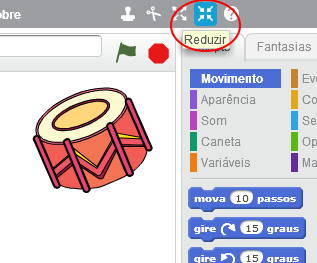 obre
Reduzir
Fantasias
Movimento
Aparência
Som
Caneta
Variáveis
Eve
Co
Se
Op
Ma
mova 10 passos
gire 15 graus
gire 15 graus